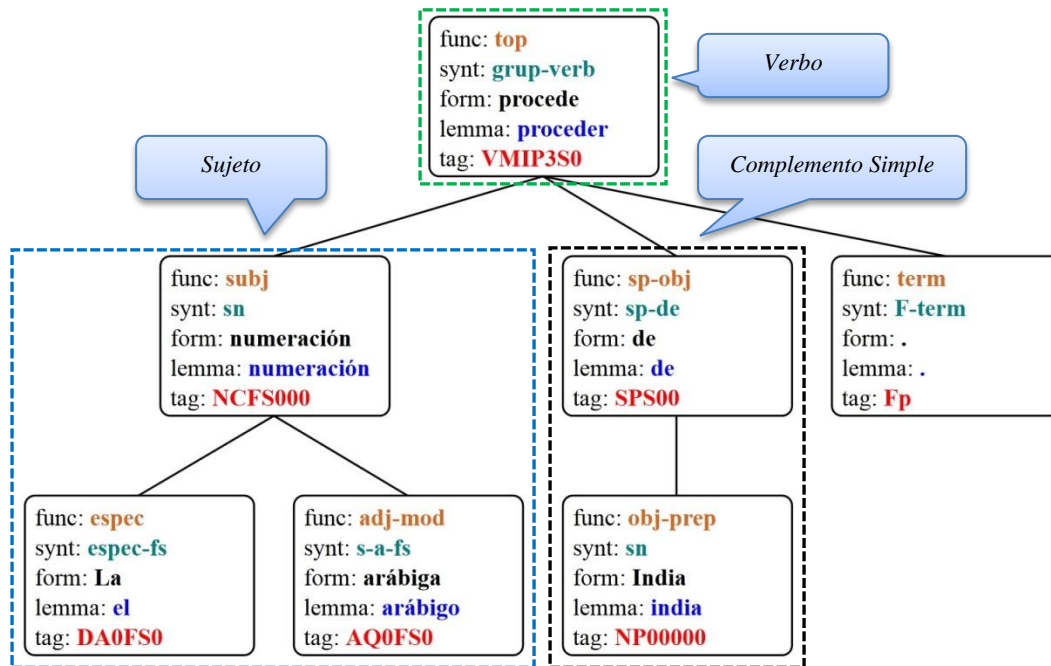 func: top
synt: grup-verb
form: procede
lemma: proceder
tag: VMIP3S0
Verbo
Sujeto
Complemento Simple
func: subj
synt: sn
form: numeración
lemma: numeración
tag: NCFS000
func: sp-obj
synt: sp-de
form: de
lemma: de
tag: SPS00
func: term
synt: F-term
form: .
lemma: .
tag: Fp
func: espec
synt: espec-fs
form: La
lemma: el
tag: DA0FS0
func: adj-mod
synt: s-a-fs
form: arábiga
lemma: arábigo
tag: AQ0FS0
func: obj-prep
synt: sn
form: India
lemma: india
tag: NP00000